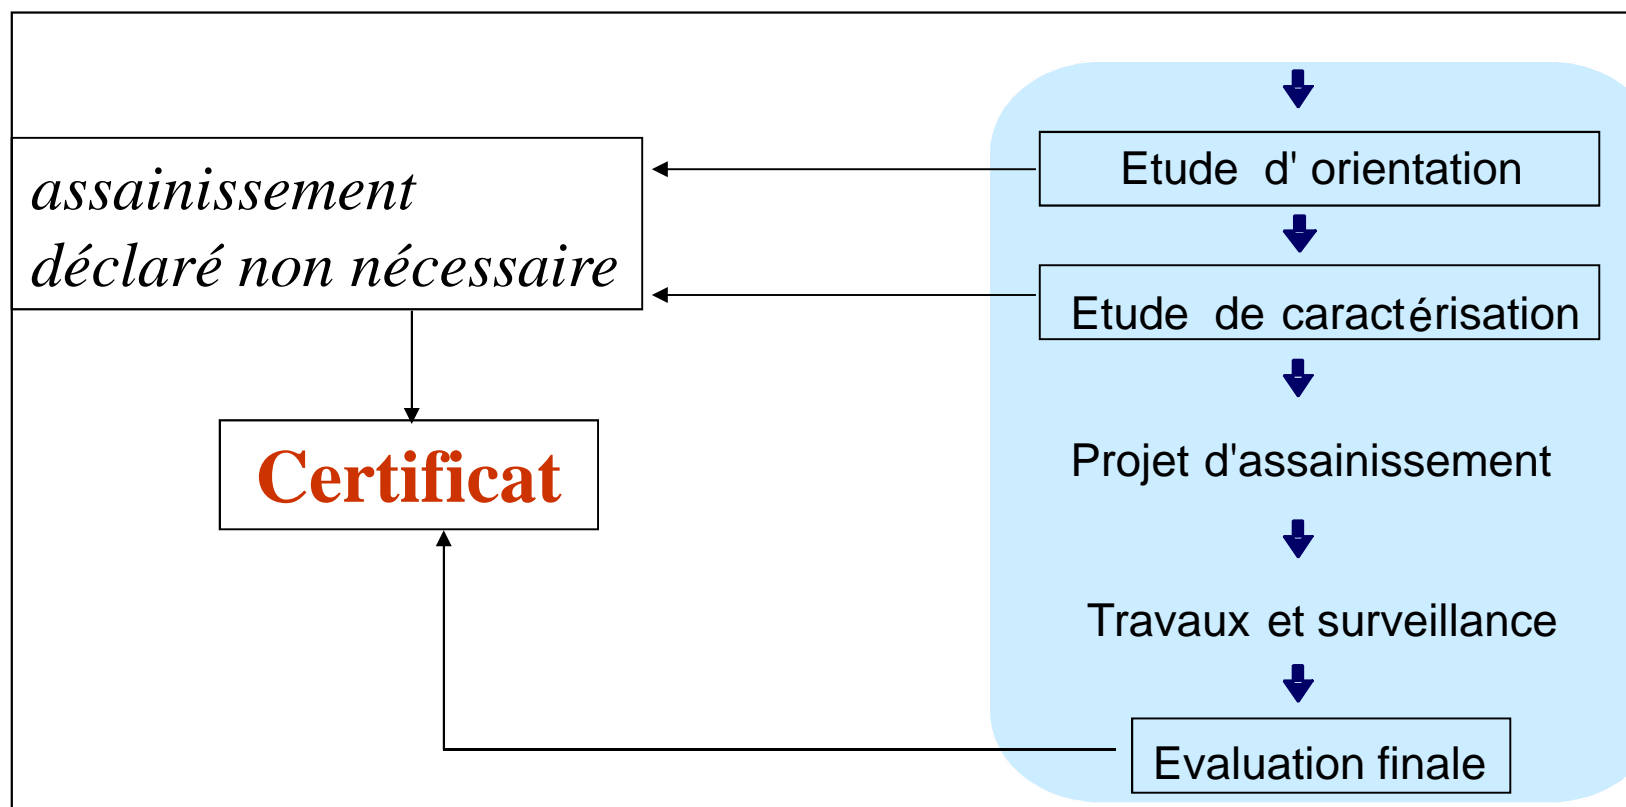 assainissement
déclaré non nécessaire
Certificat
Etude d' orientation
Etude de caractérisation
Projet d'assainissement
Travaux et surveillance
Evaluation finale